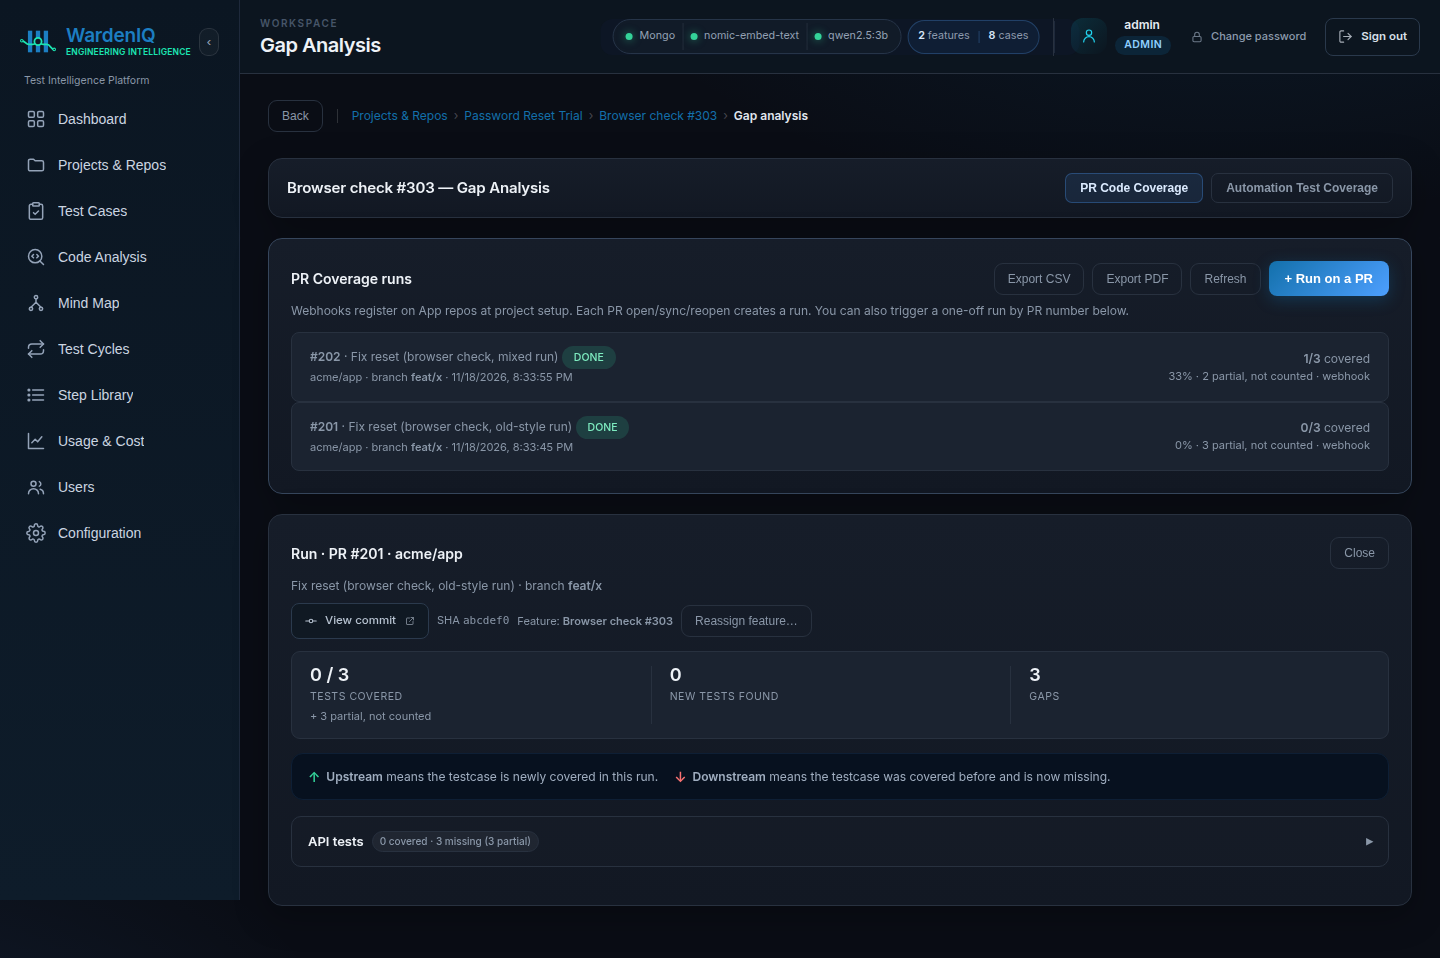 WardenIQ
ENGINEERING INTELLIGENCE
‹
Test Intelligence Platform
Dashboard
Projects & Repos
Test Cases
Code Analysis
Mind Map
Test Cycles
Step Library
Usage & Cost
Users
Configuration
WORKSPACE
Gap Analysis
Mongo
nomic-embed-text
qwen2.5:3b
2 features
8 cases
admin
ADMIN
Change password
Sign out
Back
Projects & Repos › Password Reset Trial › Browser check #303 › Gap analysis
Browser check #303 — Gap Analysis
PR Code Coverage
Automation Test Coverage
PR Coverage runs
Export CSV
Export PDF
Refresh
+ Run on a PR
Webhooks register on App repos at project setup. Each PR open/sync/reopen creates a run. You can also trigger a one-off run by PR number below.
#202 · Fix reset (browser check, mixed run) DONE
1/3 covered
acme/app · branch feat/x · 11/18/2026, 8:33:55 PM
33% · 2 partial, not counted · webhook
#201 · Fix reset (browser check, old-style run) DONE
0/3 covered
acme/app · branch feat/x · 11/18/2026, 8:33:45 PM
0% · 3 partial, not counted · webhook
Run · PR #201 · acme/app
Close
Fix reset (browser check, old-style run) · branch feat/x
View commit
SHA abcdef0
Feature: Browser check #303
Reassign feature…
0 / 3
TESTS COVERED
+ 3 partial, not counted
0
NEW TESTS FOUND
3
GAPS
↑ Upstream means the testcase is newly covered in this run.
↓ Downstream means the testcase was covered before and is now missing.
API tests
0 covered · 3 missing (3 partial)
▶